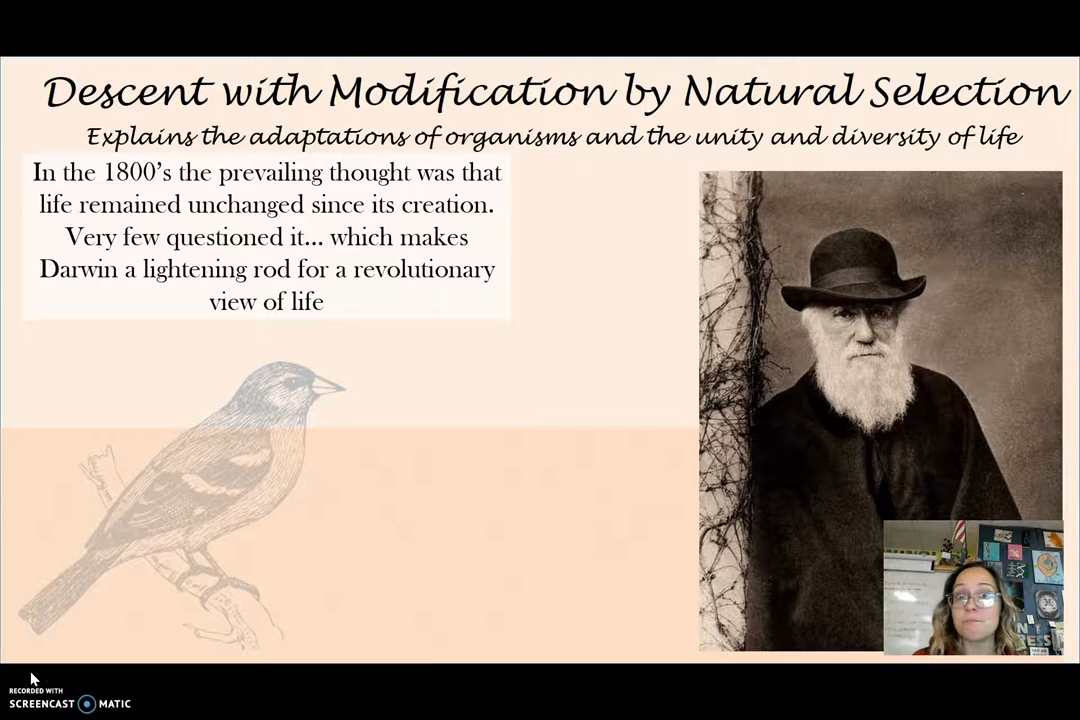 Descent with Modification by Natural Selection
Explains the adaptations of organisms and the unity and diversity of life
In the 1800's the prevailing thought was that
life remained unchanged since its creation.
Very few questioned it... which makes
Darwin a lightening rod for a revolutionary
view of life
RECORDED WITH
SCREENCAST MATIC